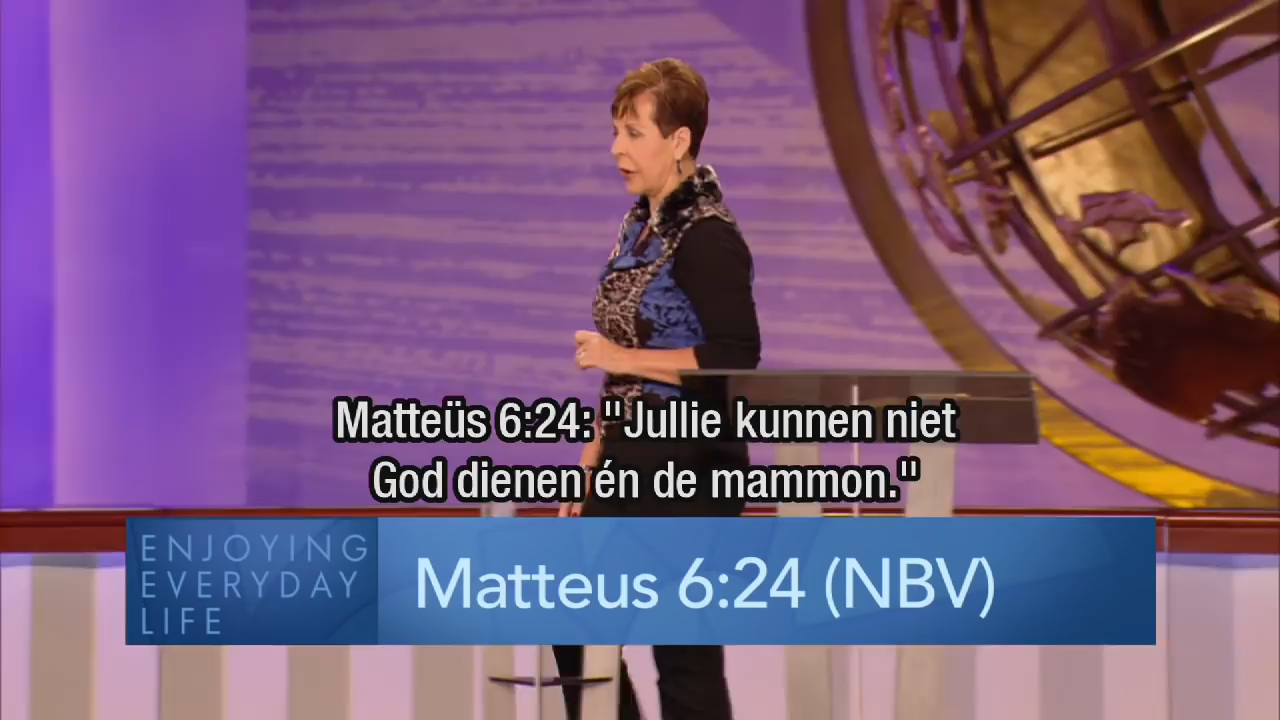 Matteüs 6:24: "Jullie kunnen niet
God dienen én de mammon."
ENJOYING
EVERYDAY
LIFE
Matteus 6:24 (NBV)